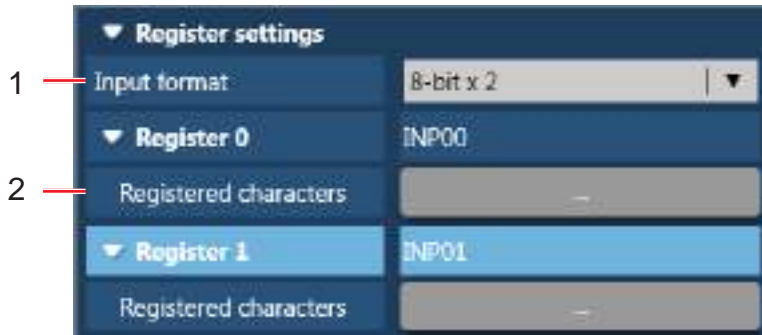 ▼ Register settings
1 Input format 8-bit x 2 ▼
▼ Register 0 INP00
2 Registered characters ...
▼ Register 1 INP01
Registered characters ...